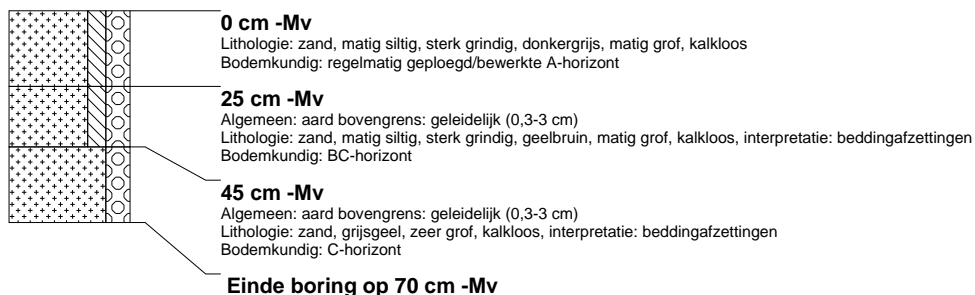 0 cm -Mv
Lithologie: zand, matig siltig, sterk grindig, donkergrijs, matig grof, kalkloos
Bodemkundig: regelmatig geploegd/bewerkte A-horizont
25 cm -Mv
Algemeen: aard bovengrens: geleidelijk (0,3-3 cm)
Lithologie: zand, matig siltig, sterk grindig, geelbruin, matig grof, kalkloos, interpretatie: beddingafzettingen
Bodemkundig: BC-horizont
45 cm -Mv
Algemeen: aard bovengrens: geleidelijk (0,3-3 cm)
Lithologie: zand, grijsgeel, zeer grof, kalkloos, interpretatie: beddingafzettingen
Bodemkundig: C-horizont
Einde boring op 70 cm -Mv